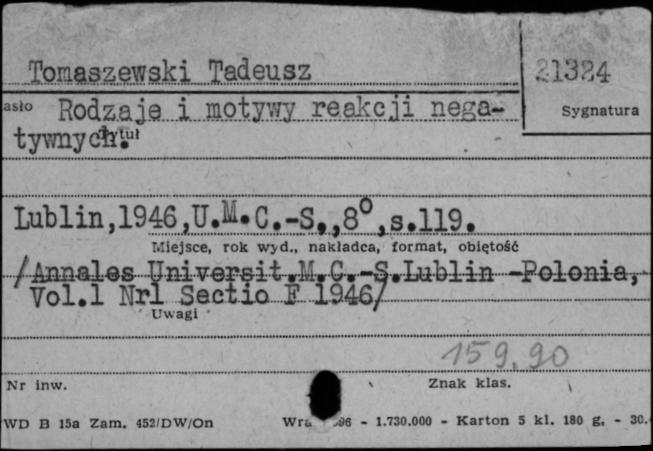 Tomaszewski Tadeusz
21324
asło Rodzaje i motywy reakcji nega-
Sygnatura
tywnych.
tytuł
Lublin,1946,U.M.C.-S.,8°,s.119.
Miejsce, rok wyd., nakładca, format, objętość
/Annales Universit.M.C.-S.Lublin -Polonia,
Vol.1 Nr1 Sectio F 1946/
Uwagi
159.90
Nr inw.
Znak klas.
WD B 15a Zam. 452/DW/On
96 - 1.730.000 - Karton 5 kl. 180 g. - 30.